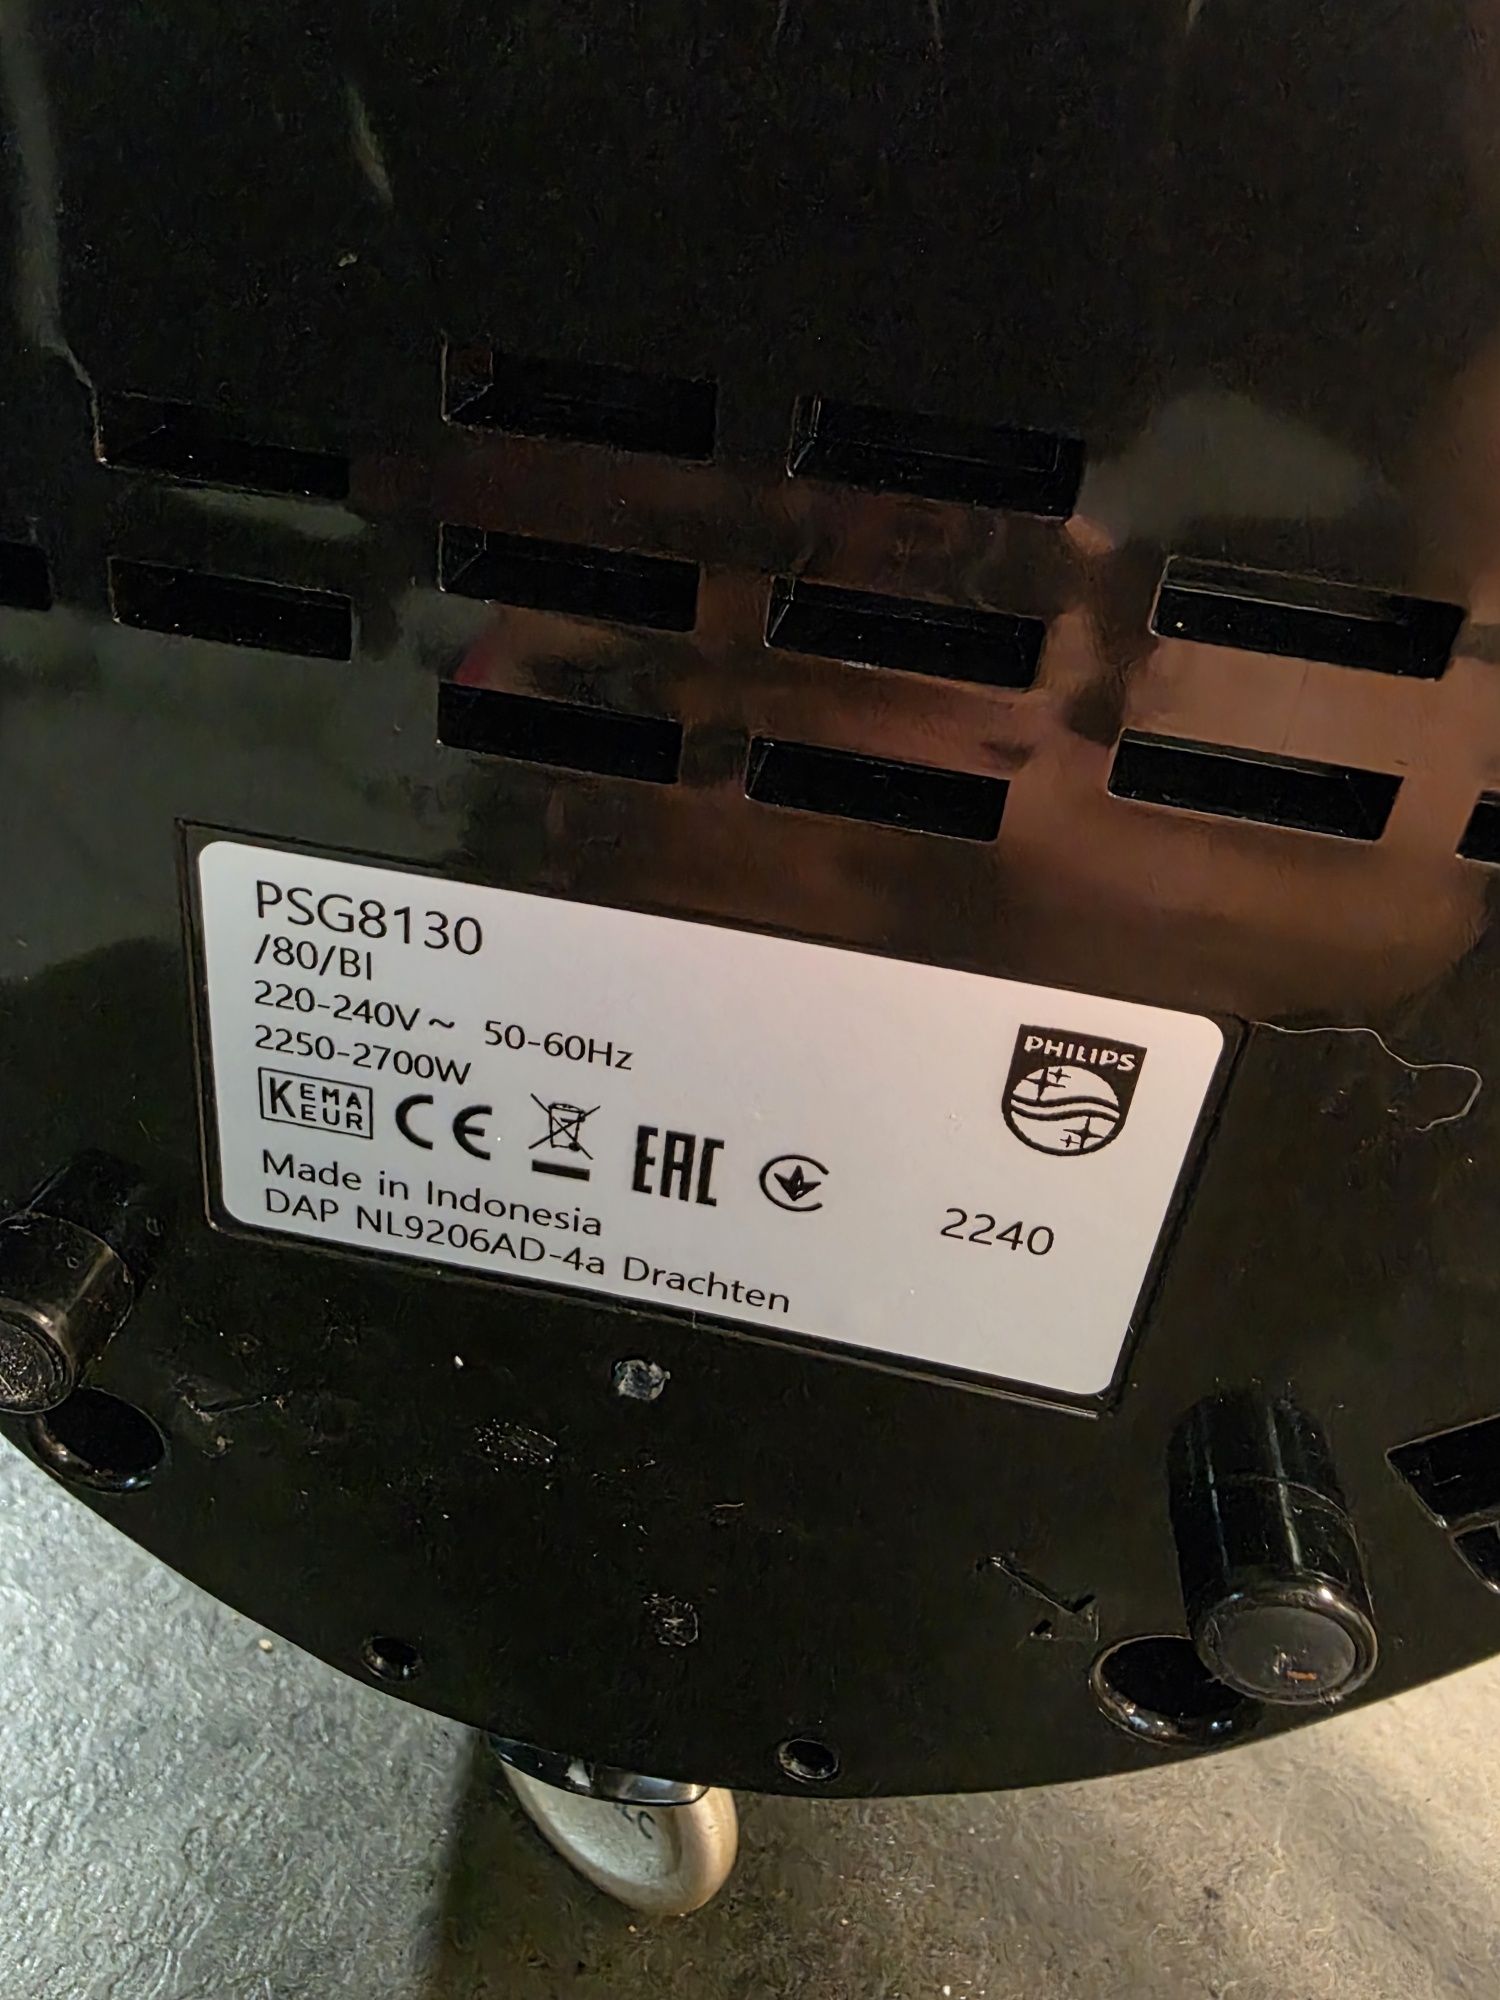 PSG8130
/80/BI
220-240V~ 50-60Hz
2250-2700W
KEMA EUR
CE
EAC
Made in Indonesia
DAP NL9206AD-4a Drachten
PHILIPS
2240